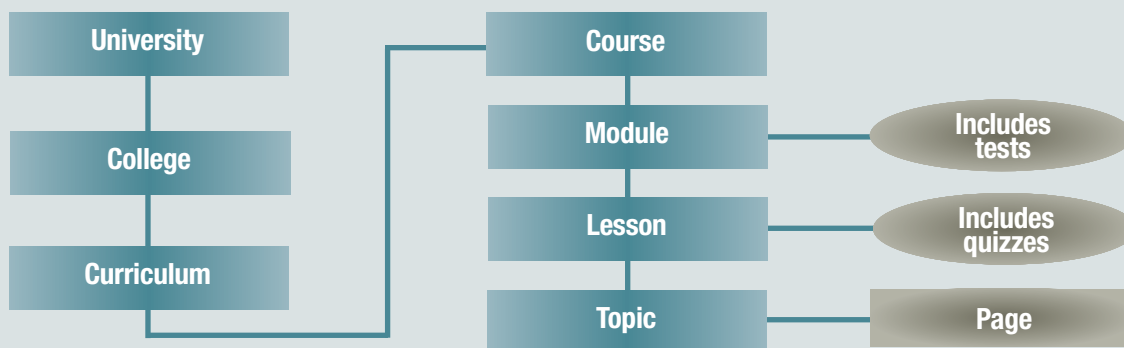 University
College
Curriculum
Course
Module
Includes
tests
Lesson
Includes
quizzes
Topic
Page